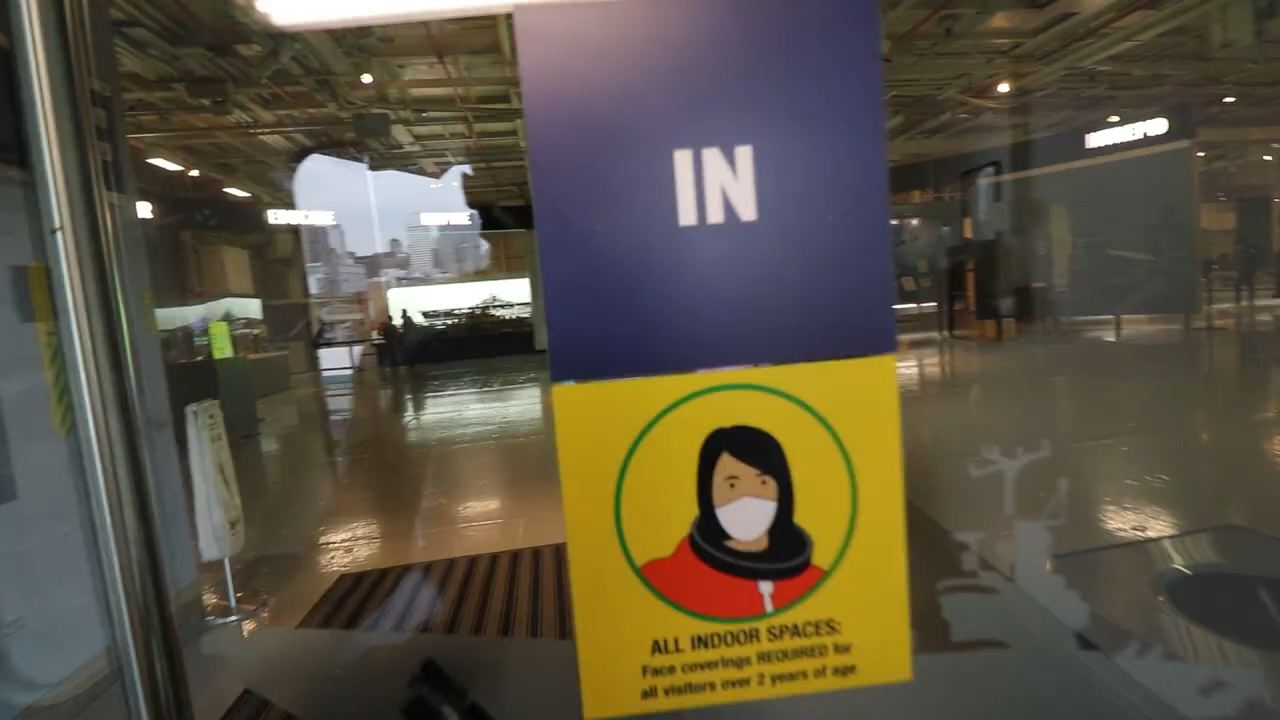 IN
ALL INDOOR SPACES:
Face coverings REQUIRED for
all visitors over 2 years of age